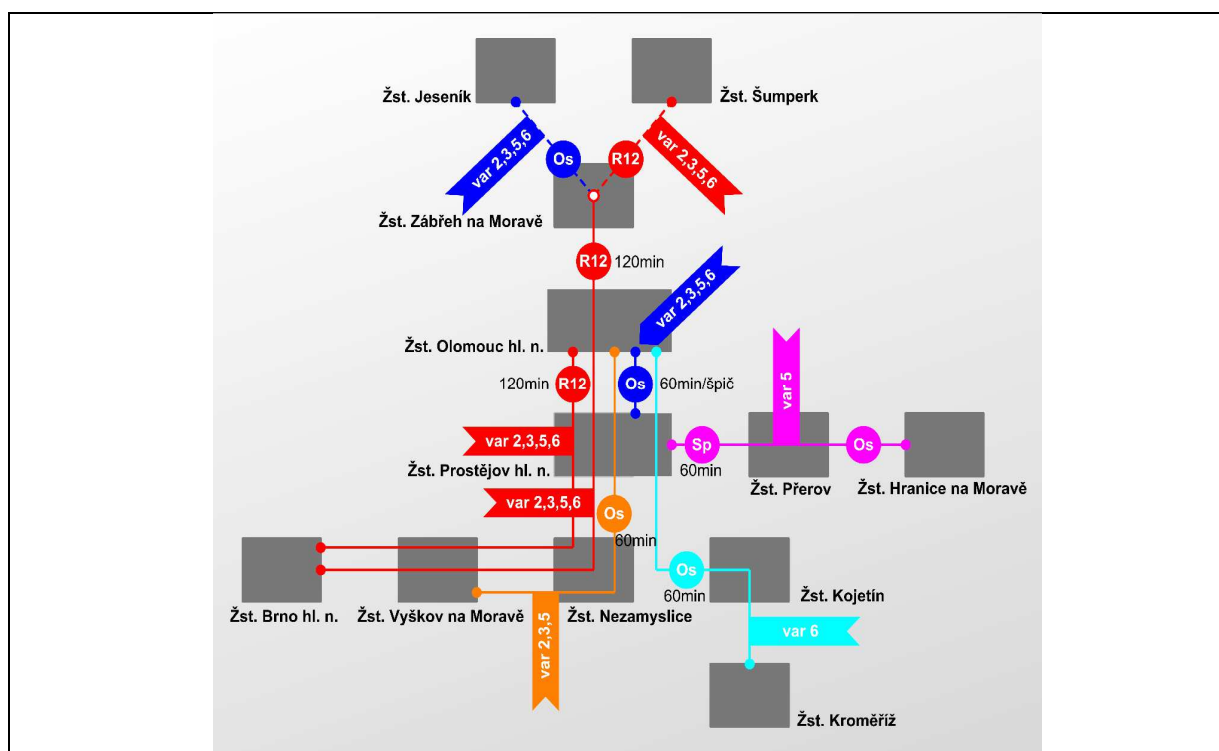 Žst. Jeseník
Žst. Šumperk
var 2,3,5,6
Os
R12
var 2,3,5,6
Žst. Zábřeh na Moravě
R12
120min
var 2,3,5,6
Žst. Olomouc hl. n.
120min
R12
Os
60min/špič
var 5
var 2,3,5,6
Sp
Os
Žst. Prostějov hl. n.
60min
Žst. Přerov
Žst. Hranice na Moravě
var 2,3,5,6
Os
60min
Os
60min
Žst. Kojetín
Žst. Brno hl. n.
Žst. Vyškov na Moravě
Žst. Nezamyslice
var 2,3,5
var 6
Žst. Kroměříž